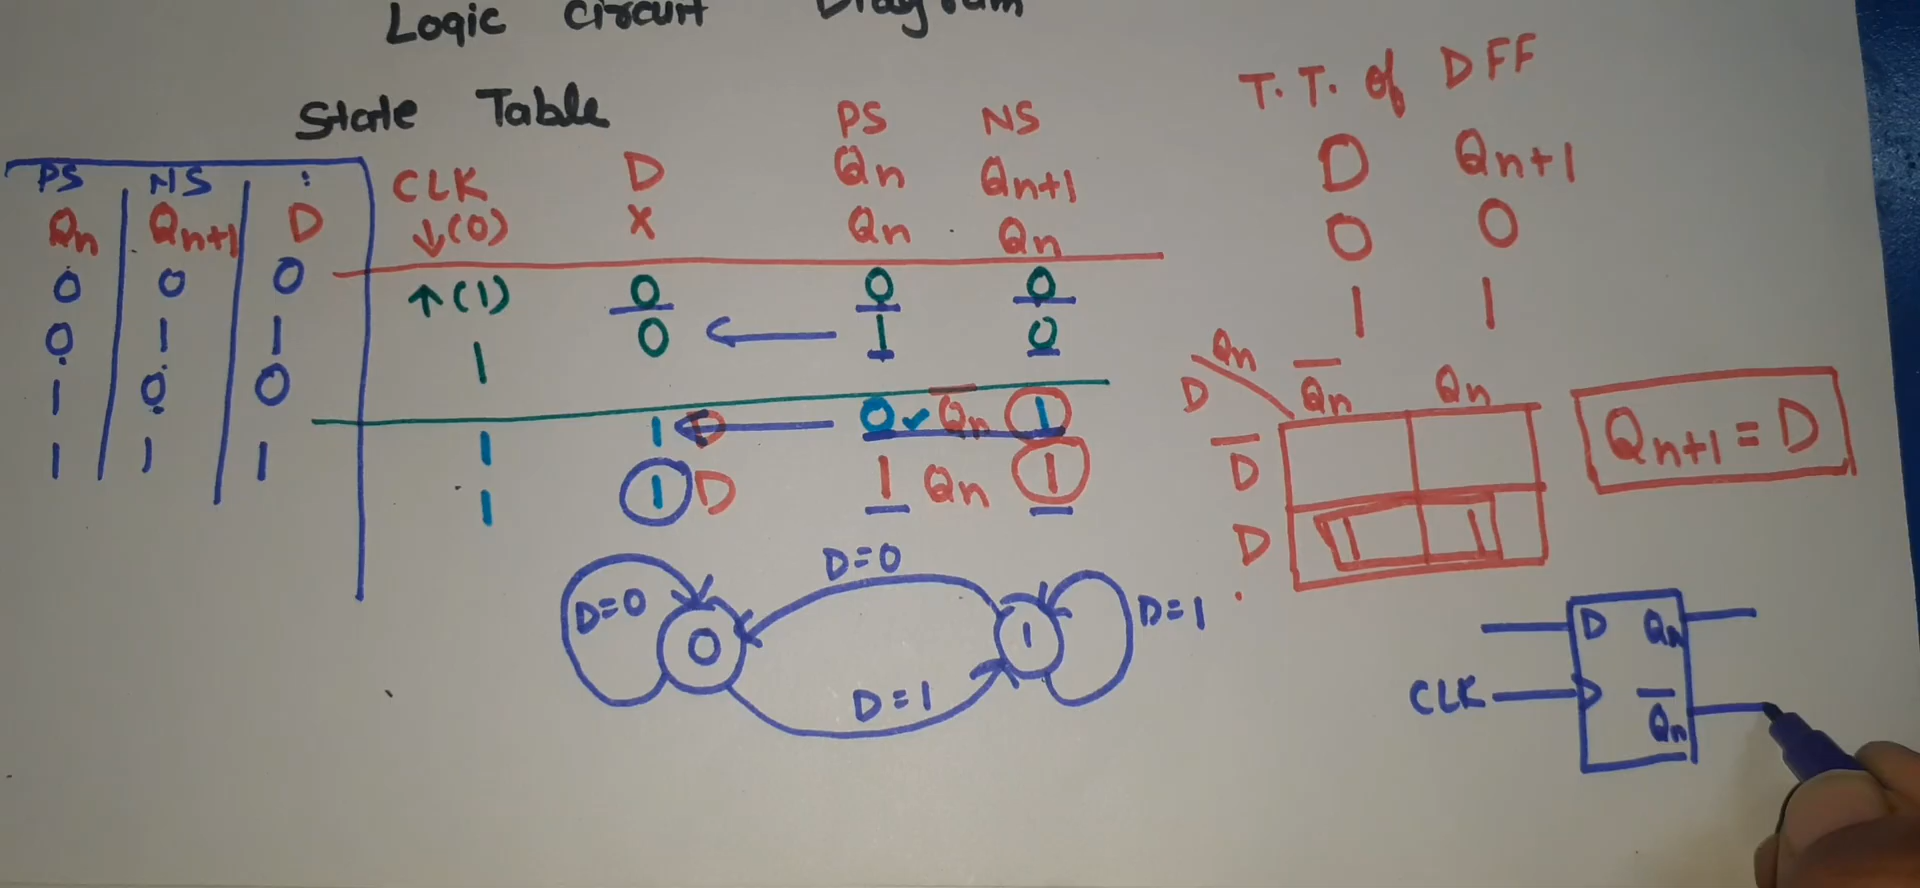 Logic Circuit Diagram
State Table
PS NS :
Qn Qn+1 D
0 0 0
0 1 1
1 0 0
1 1 1
PS NS
CLK D Qn Qn+1
↓(0) X Qn Qn
↑(1) 0 0 0
1 0 1 0
1 1 D 0 ✓ Q̅n 1
1 1 D 1 Qn 1
T.T. of DFF
D Qn+1
0 0
1 1
Qn
D Q̅n Qn
D̅
D 1 1
Qn+1 = D
D=0
D=0 0 1 D=1
D=1
D Qn
CLK Q̅n